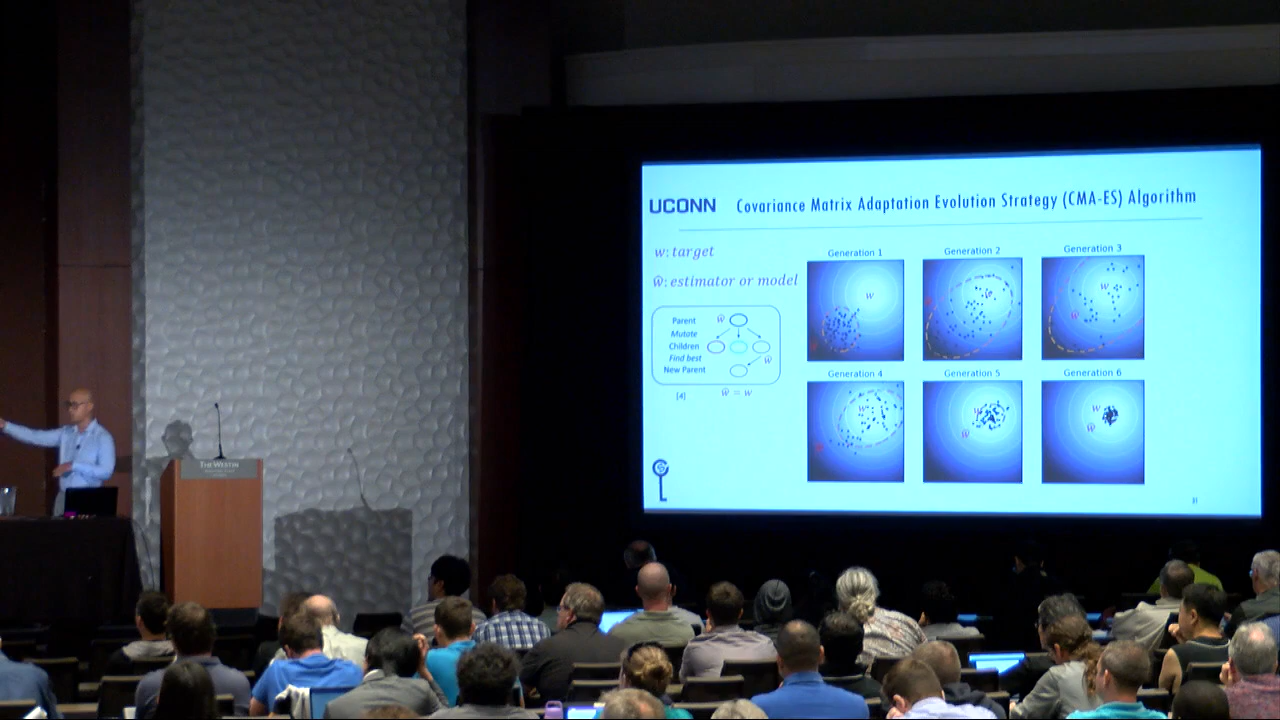 UCONN
Covariance Matrix Adaptation Evolution Strategy (CMA-ES) Algorithm
w: target
ŵ: estimator or model
Parent ŵ
Mutate
Children
Find best ŵ
New Parent
[4] ŵ = w
Generation 1
w
Generation 2
w
Generation 3
w
Generation 4
w
Generation 5
w
ŵ
Generation 6
w
ŵ
THE WESTIN